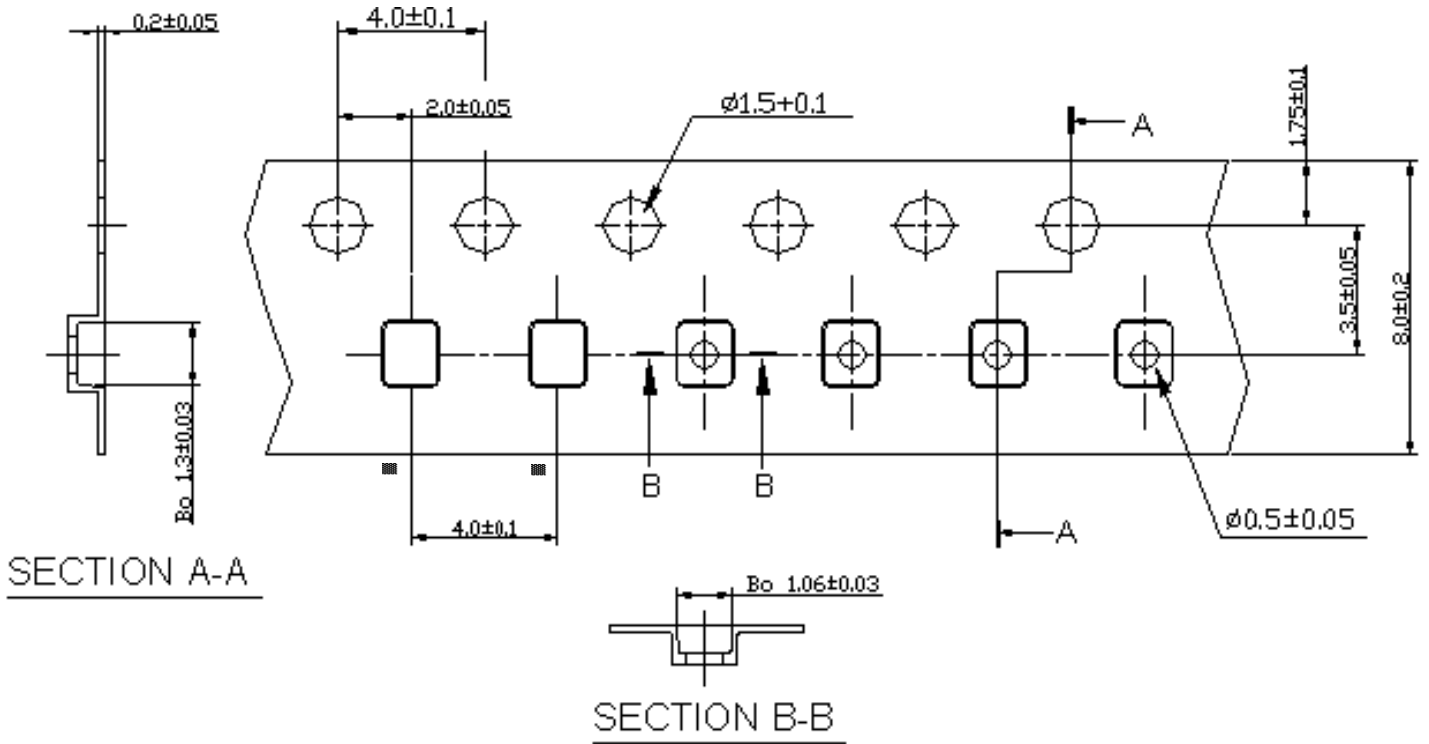 0.2±0.05
4.0±0.1
2.0±0.05
Ø1.5+0.1
A
1.75±0.1
3.5±0.05
8.0±0.2
Bo 1.3±0.03
B
B
4.0±0.1
A
Ø0.5±0.05
SECTION A-A
Bo 1.06±0.03
SECTION B-B